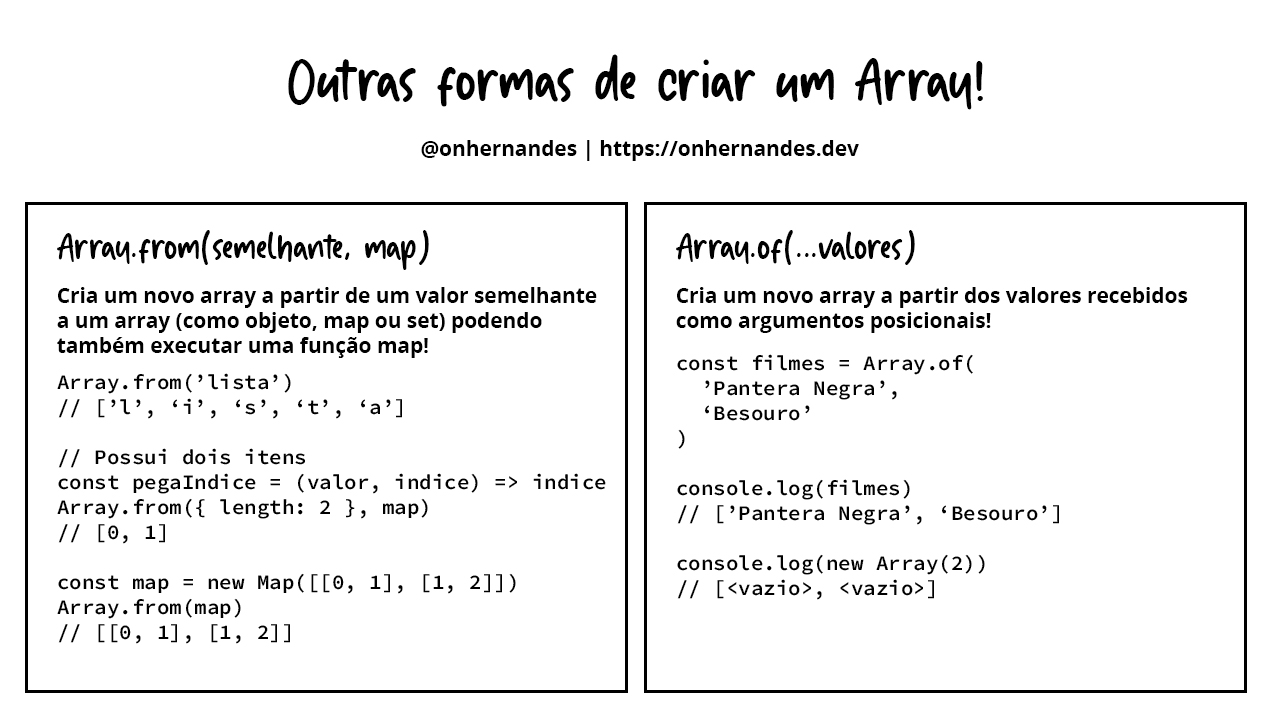 Outras formas de criar um Array!
@onhernandes | https://onhernandes.dev
Array.from(semelhante, map)
Cria um novo array a partir de um valor semelhante
a um array (como objeto, map ou set) podendo
também executar uma função map!
Array.from(’lista’)
// [’l’, ‘i’, ‘s’, ‘t’, ‘a’]
// Possui dois itens
const pegaIndice = (valor, indice) => indice
Array.from({ length: 2 }, map)
// [0, 1]
const map = new Map([[0, 1], [1, 2]])
Array.from(map)
// [[0, 1], [1, 2]]
Array.of(...valores)
Cria um novo array a partir dos valores recebidos
como argumentos posicionais!
const filmes = Array.of(
’Pantera Negra’,
‘Besouro’
)
console.log(filmes)
// [’Pantera Negra’, ‘Besouro’]
console.log(new Array(2))
// [<vazio>, <vazio>]